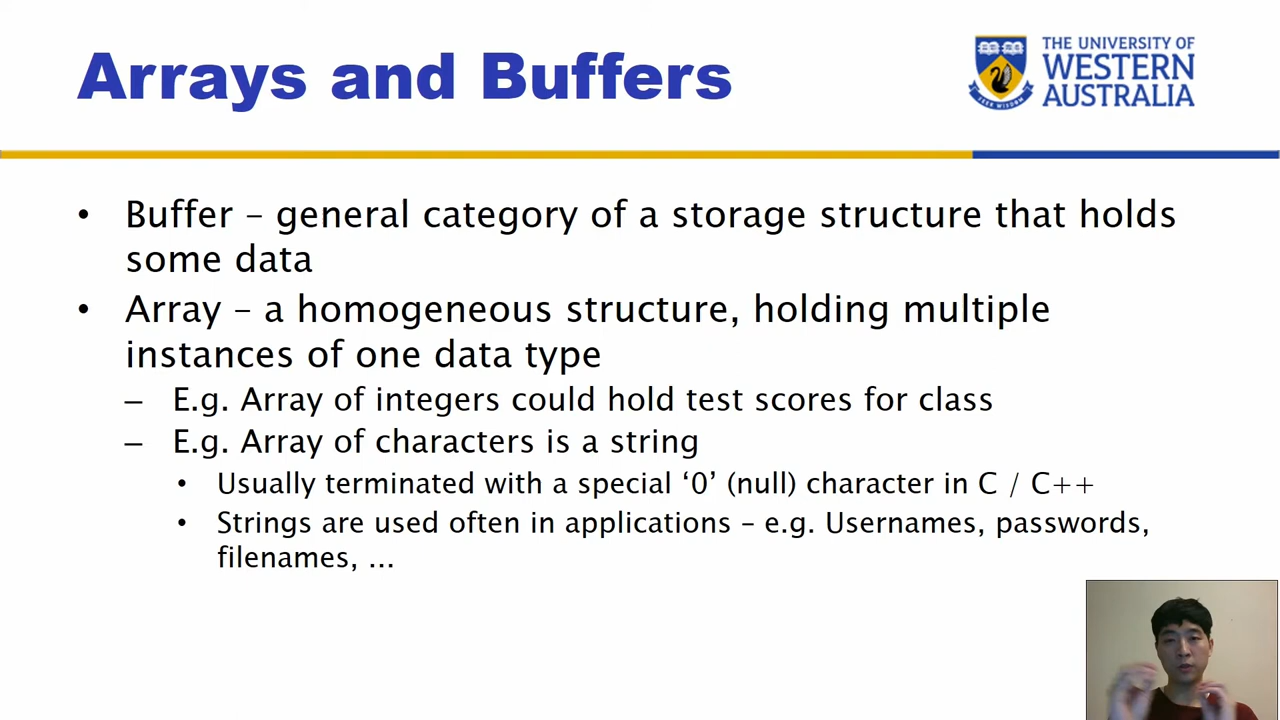 Arrays and Buffers
THE UNIVERSITY OF
WESTERN
AUSTRALIA
SEEK WISDOM
• Buffer – general category of a storage structure that holds
some data
• Array – a homogeneous structure, holding multiple
instances of one data type
– E.g. Array of integers could hold test scores for class
– E.g. Array of characters is a string
• Usually terminated with a special ‘0’ (null) character in C / C++
• Strings are used often in applications – e.g. Usernames, passwords,
filenames, ...